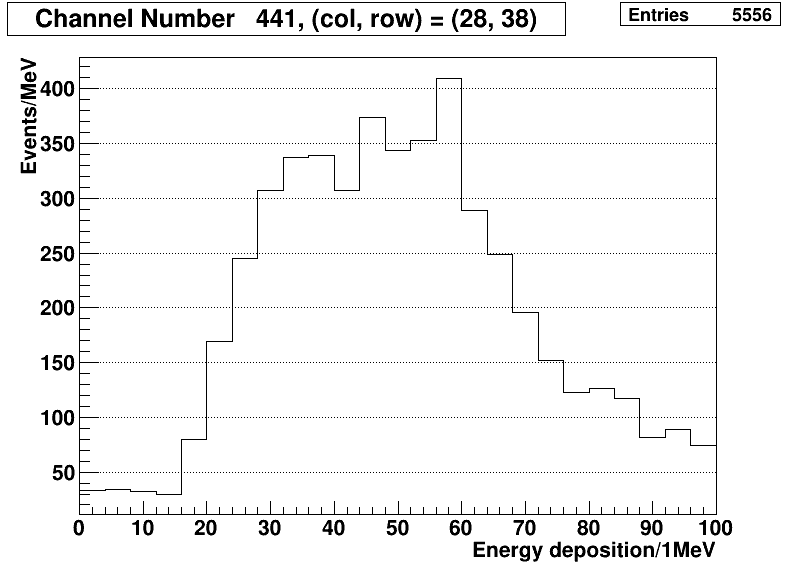 Channel Number 441, (col, row) = (28, 38)
Entries 5556
Events/MeV
400
350
300
250
200
150
100
50
0 10 20 30 40 50 60 70 80 90 100
Energy deposition/1MeV